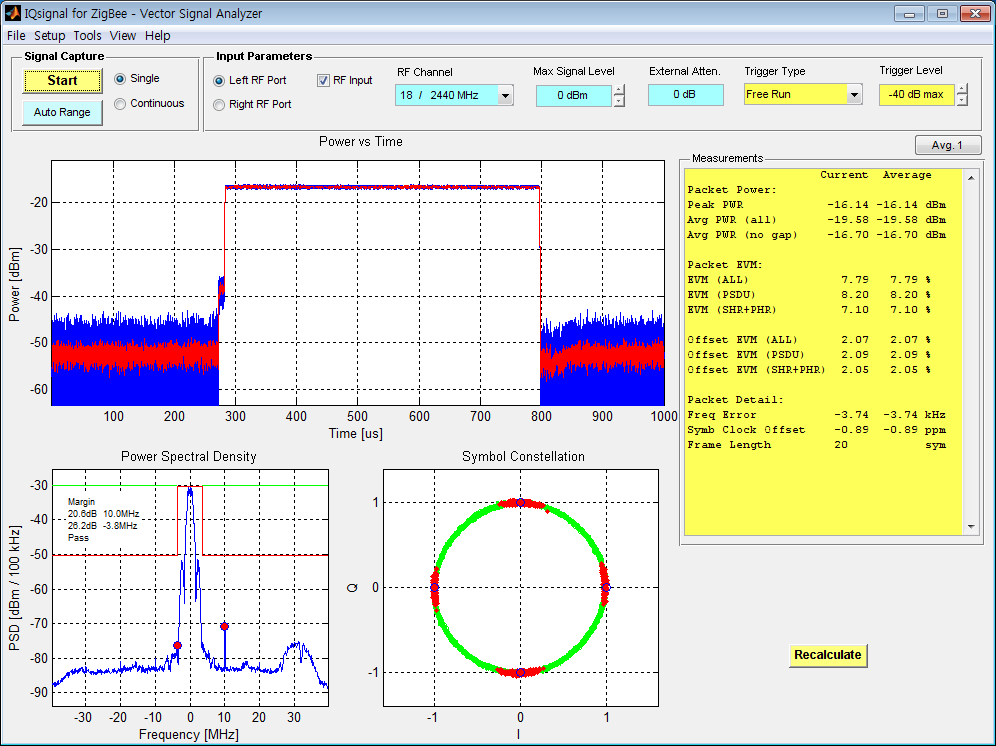 IQsignal for ZigBee - Vector Signal Analyzer
File Setup Tools View Help
Signal Capture
Start
Auto Range
Single
Continuous
Input Parameters
Left RF Port
Right RF Port
RF Input
RF Channel
18 / 2440 MHz
Max Signal Level
0 dBm
External Atten.
0 dB
Trigger Type
Free Run
Trigger Level
-40 dB max
Avg. 1
Power vs Time
Power [dBm]
-20
-30
-40
-50
-60
100 200 300 400 500 600 700 800 900 1000
Time [us]
Measurements
Current Average
Packet Power:
Peak PWR -16.14 -16.14 dBm
Avg PWR (all) -19.58 -19.58 dBm
Avg PWR (no gap) -16.70 -16.70 dBm
Packet EVM:
EVM (ALL) 7.79 7.79 %
EVM (PSDU) 8.20 8.20 %
EVM (SHR+PHR) 7.10 7.10 %
Offset EVM (ALL) 2.07 2.07 %
Offset EVM (PSDU) 2.09 2.09 %
Offset EVM (SHR+PHR) 2.05 2.05 %
Packet Detail:
Freq Error -3.74 -3.74 kHz
Symb Clock Offset -0.89 -0.89 ppm
Frame Length 20 sym
Power Spectral Density
PSD [dBm / 100 kHz]
-30
-40
-50
-60
-70
-80
-90
Margin
20.6dB 10.0MHz
26.2dB -3.8MHz
Pass
-30 -20 -10 0 10 20 30
Frequency [MHz]
Symbol Constellation
Q
1
0
-1
-1 0 1
I
Recalculate